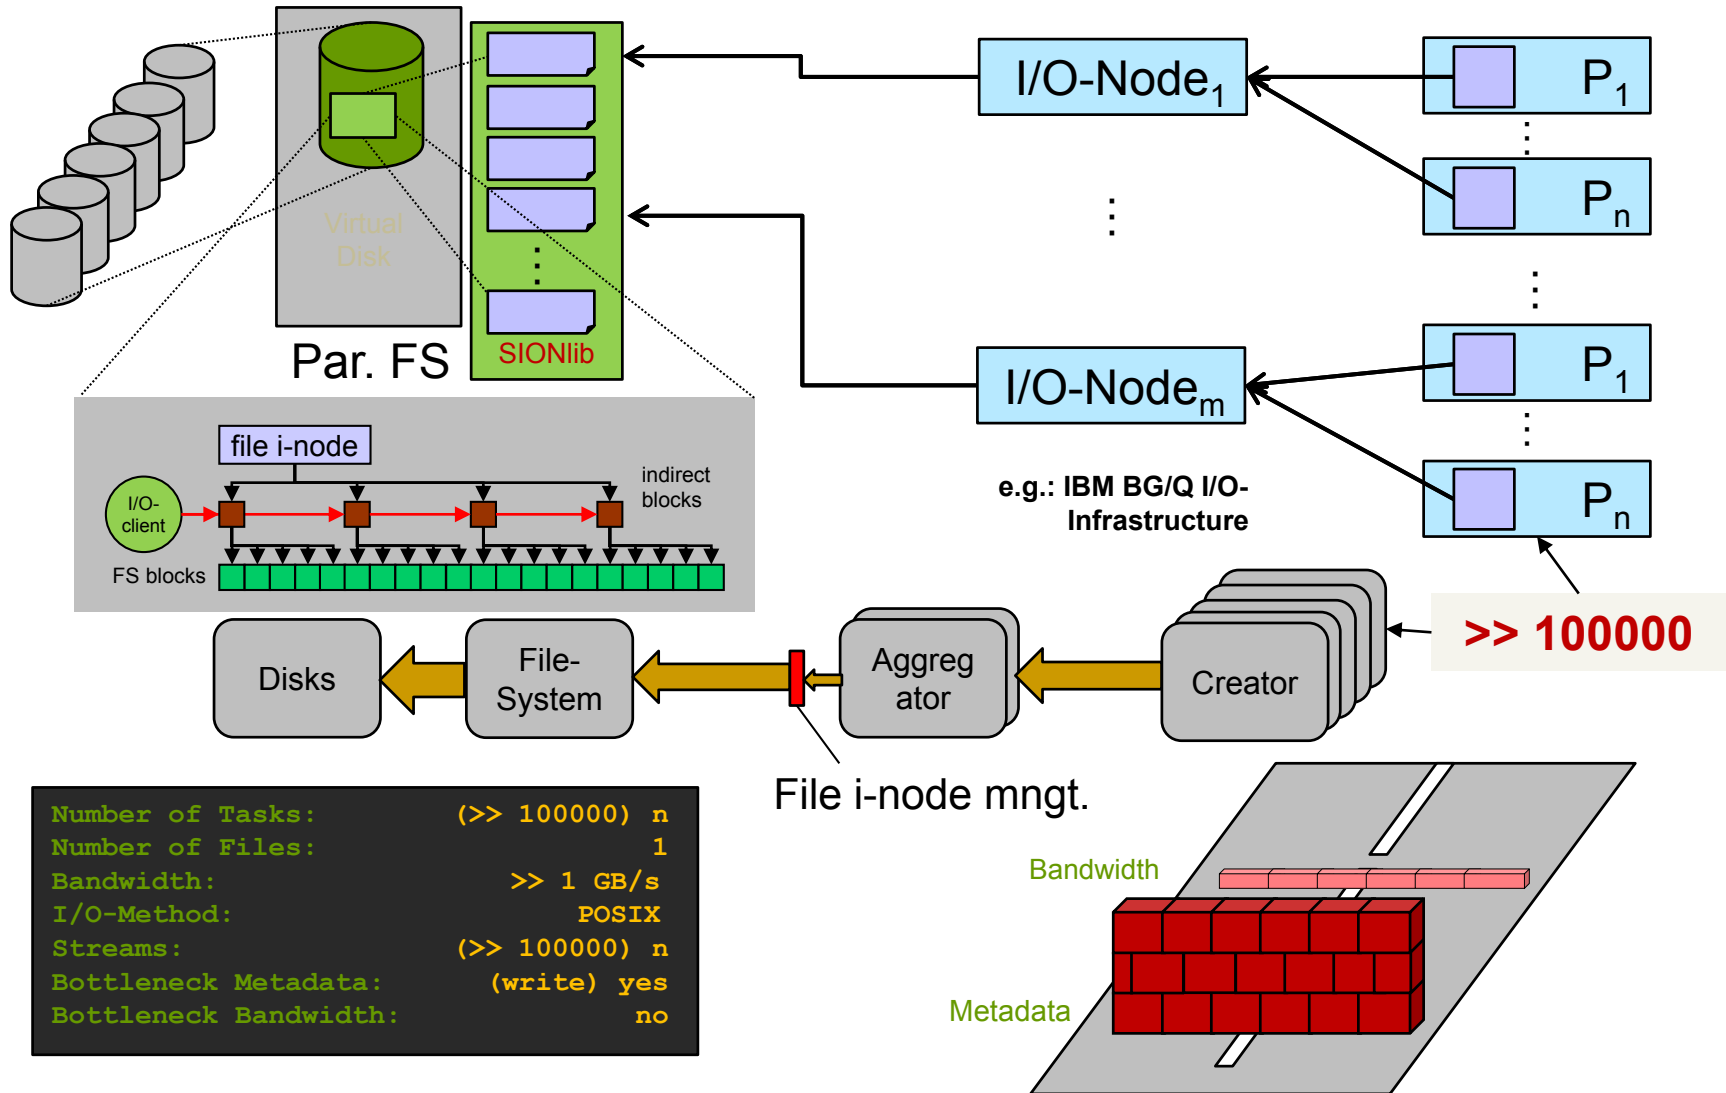 I/O-Node1
P1
Pn
Virtual
Disk
Par. FS
SIONlib
I/O-Nodem
P1
Pn
file i-node
indirect
blocks
I/O-
client
FS blocks
e.g.: IBM BG/Q I/O-
Infrastructure
>> 100000
Disks
File-
System
Aggreg
ator
Creator
File i-node mngt.
Number of Tasks: (>> 100000) n
Number of Files: 1
Bandwidth: >> 1 GB/s
I/O-Method: POSIX
Streams: (>> 100000) n
Bottleneck Metadata: (write) yes
Bottleneck Bandwidth: no
Bandwidth
Metadata